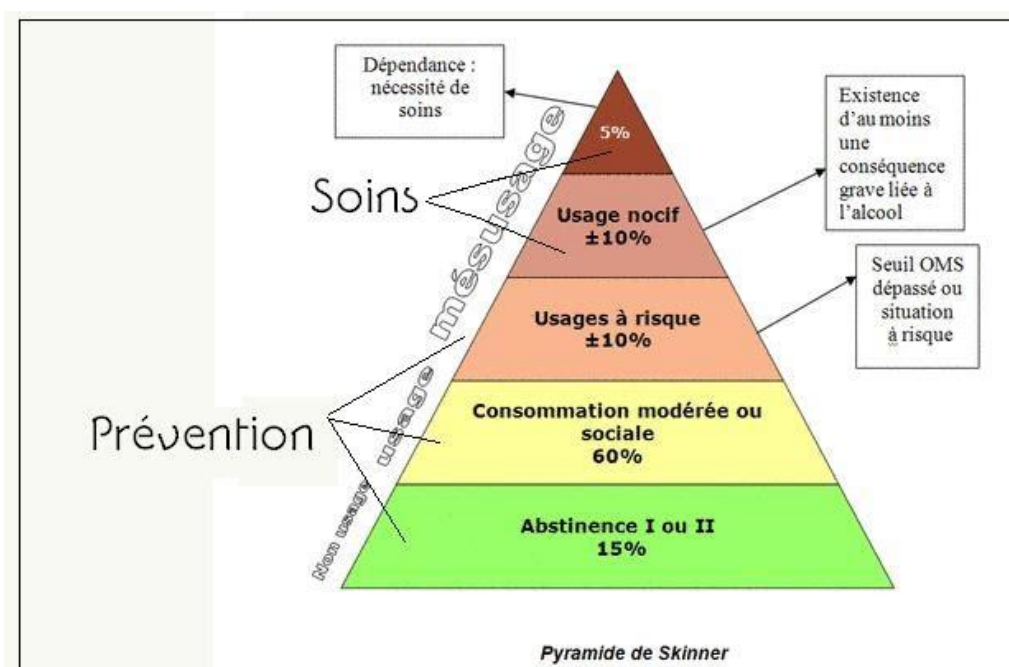 Dépendance :
nécessité de
soins
5%
Existence
d'au moins
une
conséquence
grave liée à
l'alcool
Soins
mésusage
Usage nocif
±10%
Seuil OMS
dépassé ou
situation
à risque
Usages à risque
±10%
Prévention
usage
Consommation modérée ou
sociale
60%
Non usage
Abstinence I ou II
15%
Pyramide de Skinner